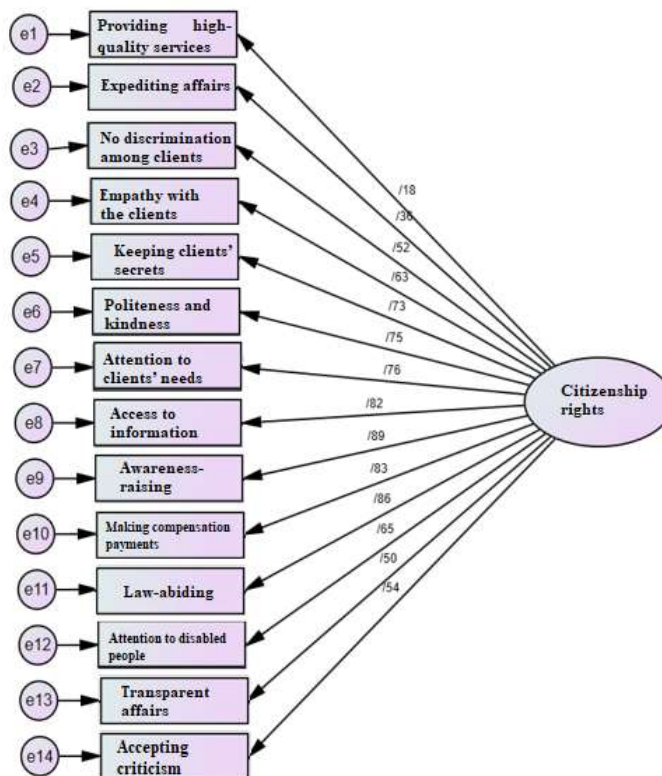 e1
Providing high-
quality services
e2
Expediting affairs
e3
No discrimination
among clients
e4
Empathy with
the clients
e5
Keeping clients'
secrets
e6
Politeness and
kindness
e7
Attention to
clients' needs
e8
Access to
information
e9
Awareness-
raising
e10
Making compensation
payments
e11
Law-abiding
e12
Attention to disabled
people
e13
Transparent
affairs
e14
Accepting
criticism
/18
/36
/52
/63
/73
/75
/76
/82
/89
/83
/86
/65
/50
/54
Citizenship
rights